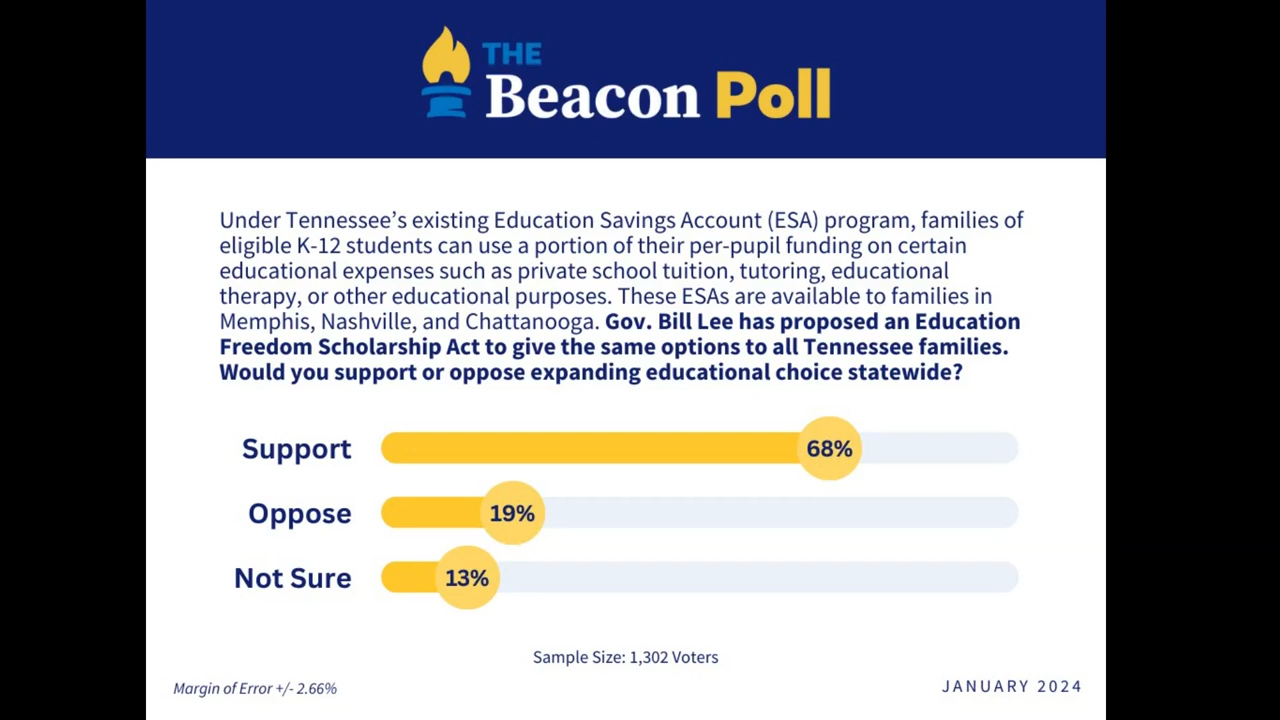 THE
Beacon Poll
Under Tennessee’s existing Education Savings Account (ESA) program, families of
eligible K-12 students can use a portion of their per-pupil funding on certain
educational expenses such as private school tuition, tutoring, educational
therapy, or other educational purposes. These ESAs are available to families in
Memphis, Nashville, and Chattanooga. Gov. Bill Lee has proposed an Education
Freedom Scholarship Act to give the same options to all Tennessee families.
Would you support or oppose expanding educational choice statewide?
Support 68%
Oppose 19%
Not Sure 13%
Sample Size: 1,302 Voters
Margin of Error +/- 2.66%
JANUARY 2024